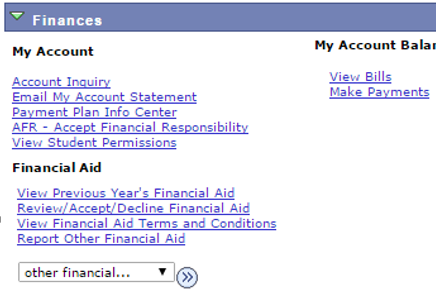 Finances
My Account
Account Inquiry
Email My Account Statement
Payment Plan Info Center
AFR - Accept Financial Responsibility
View Student Permissions
Financial Aid
View Previous Year's Financial Aid
Review/Accept/Decline Financial Aid
View Financial Aid Terms and Conditions
Report Other Financial Aid
other financial...
My Account Balan
View Bills
Make Payments